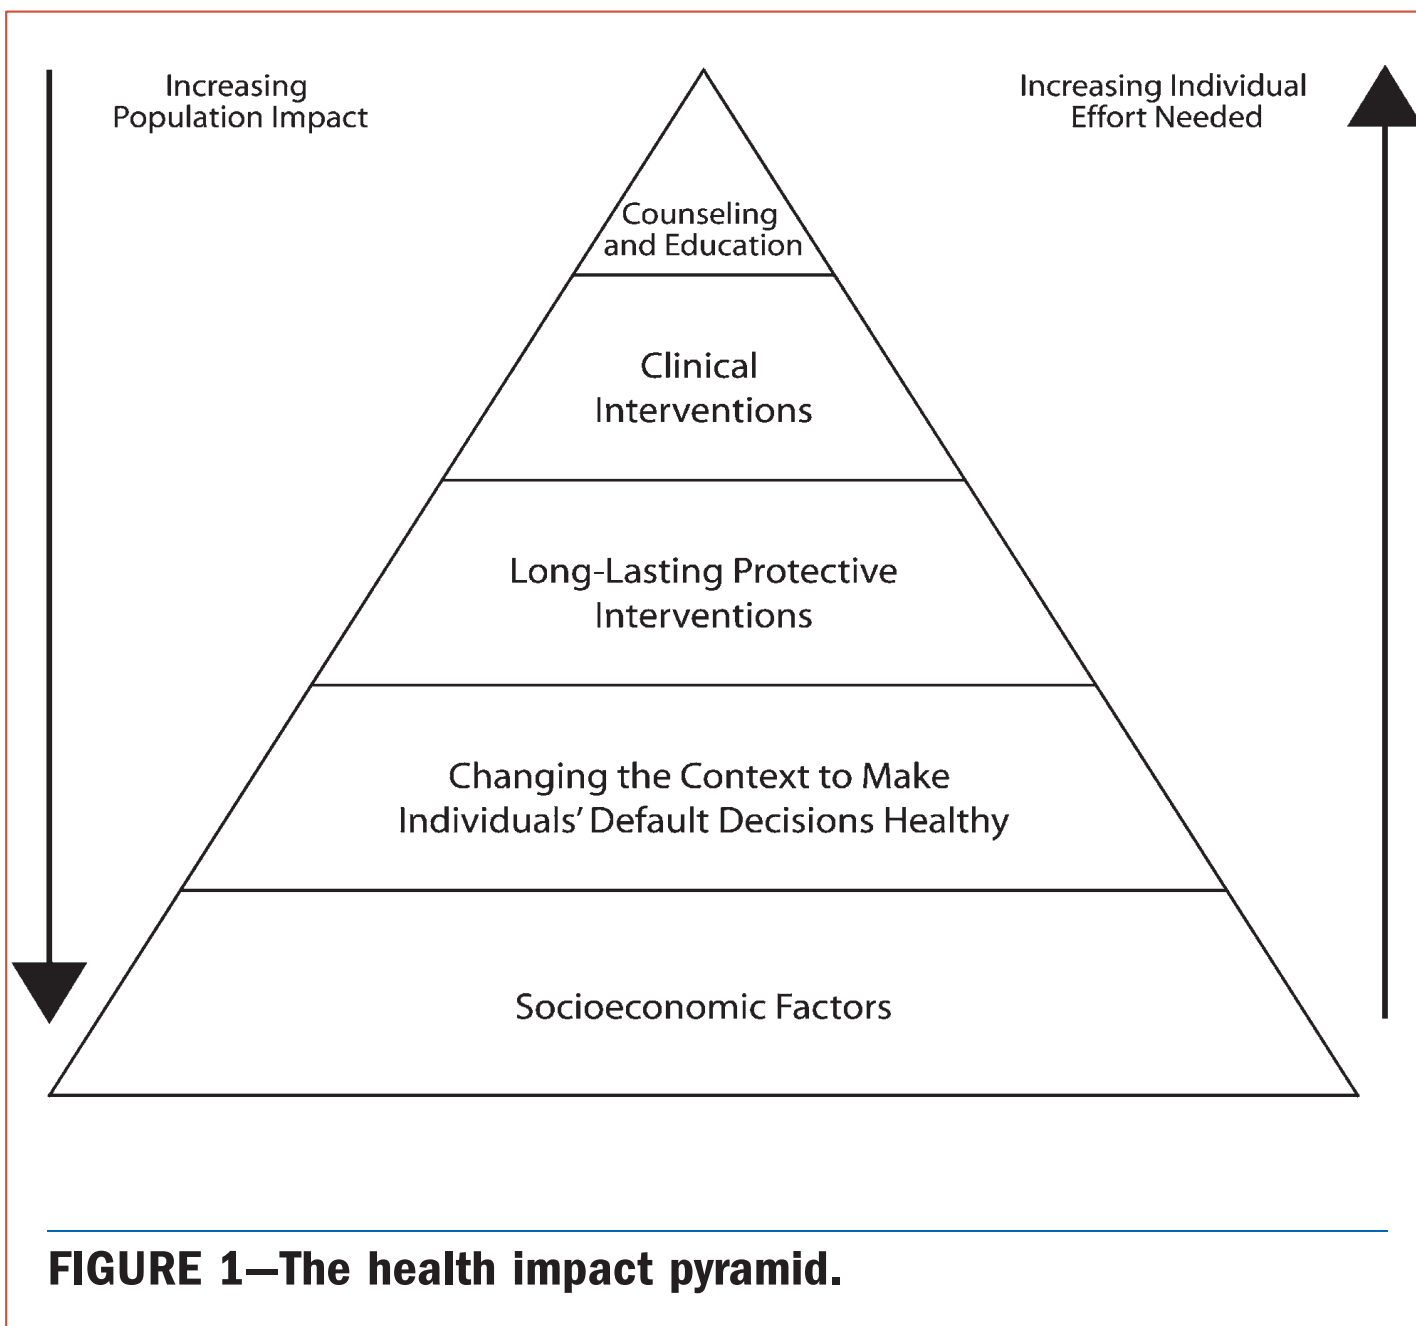 Increasing
Population Impact
Increasing Individual
Effort Needed
Counseling
and Education
Clinical
Interventions
Long-Lasting Protective
Interventions
Changing the Context to Make
Individuals’ Default Decisions Healthy
Socioeconomic Factors
FIGURE 1—The health impact pyramid.